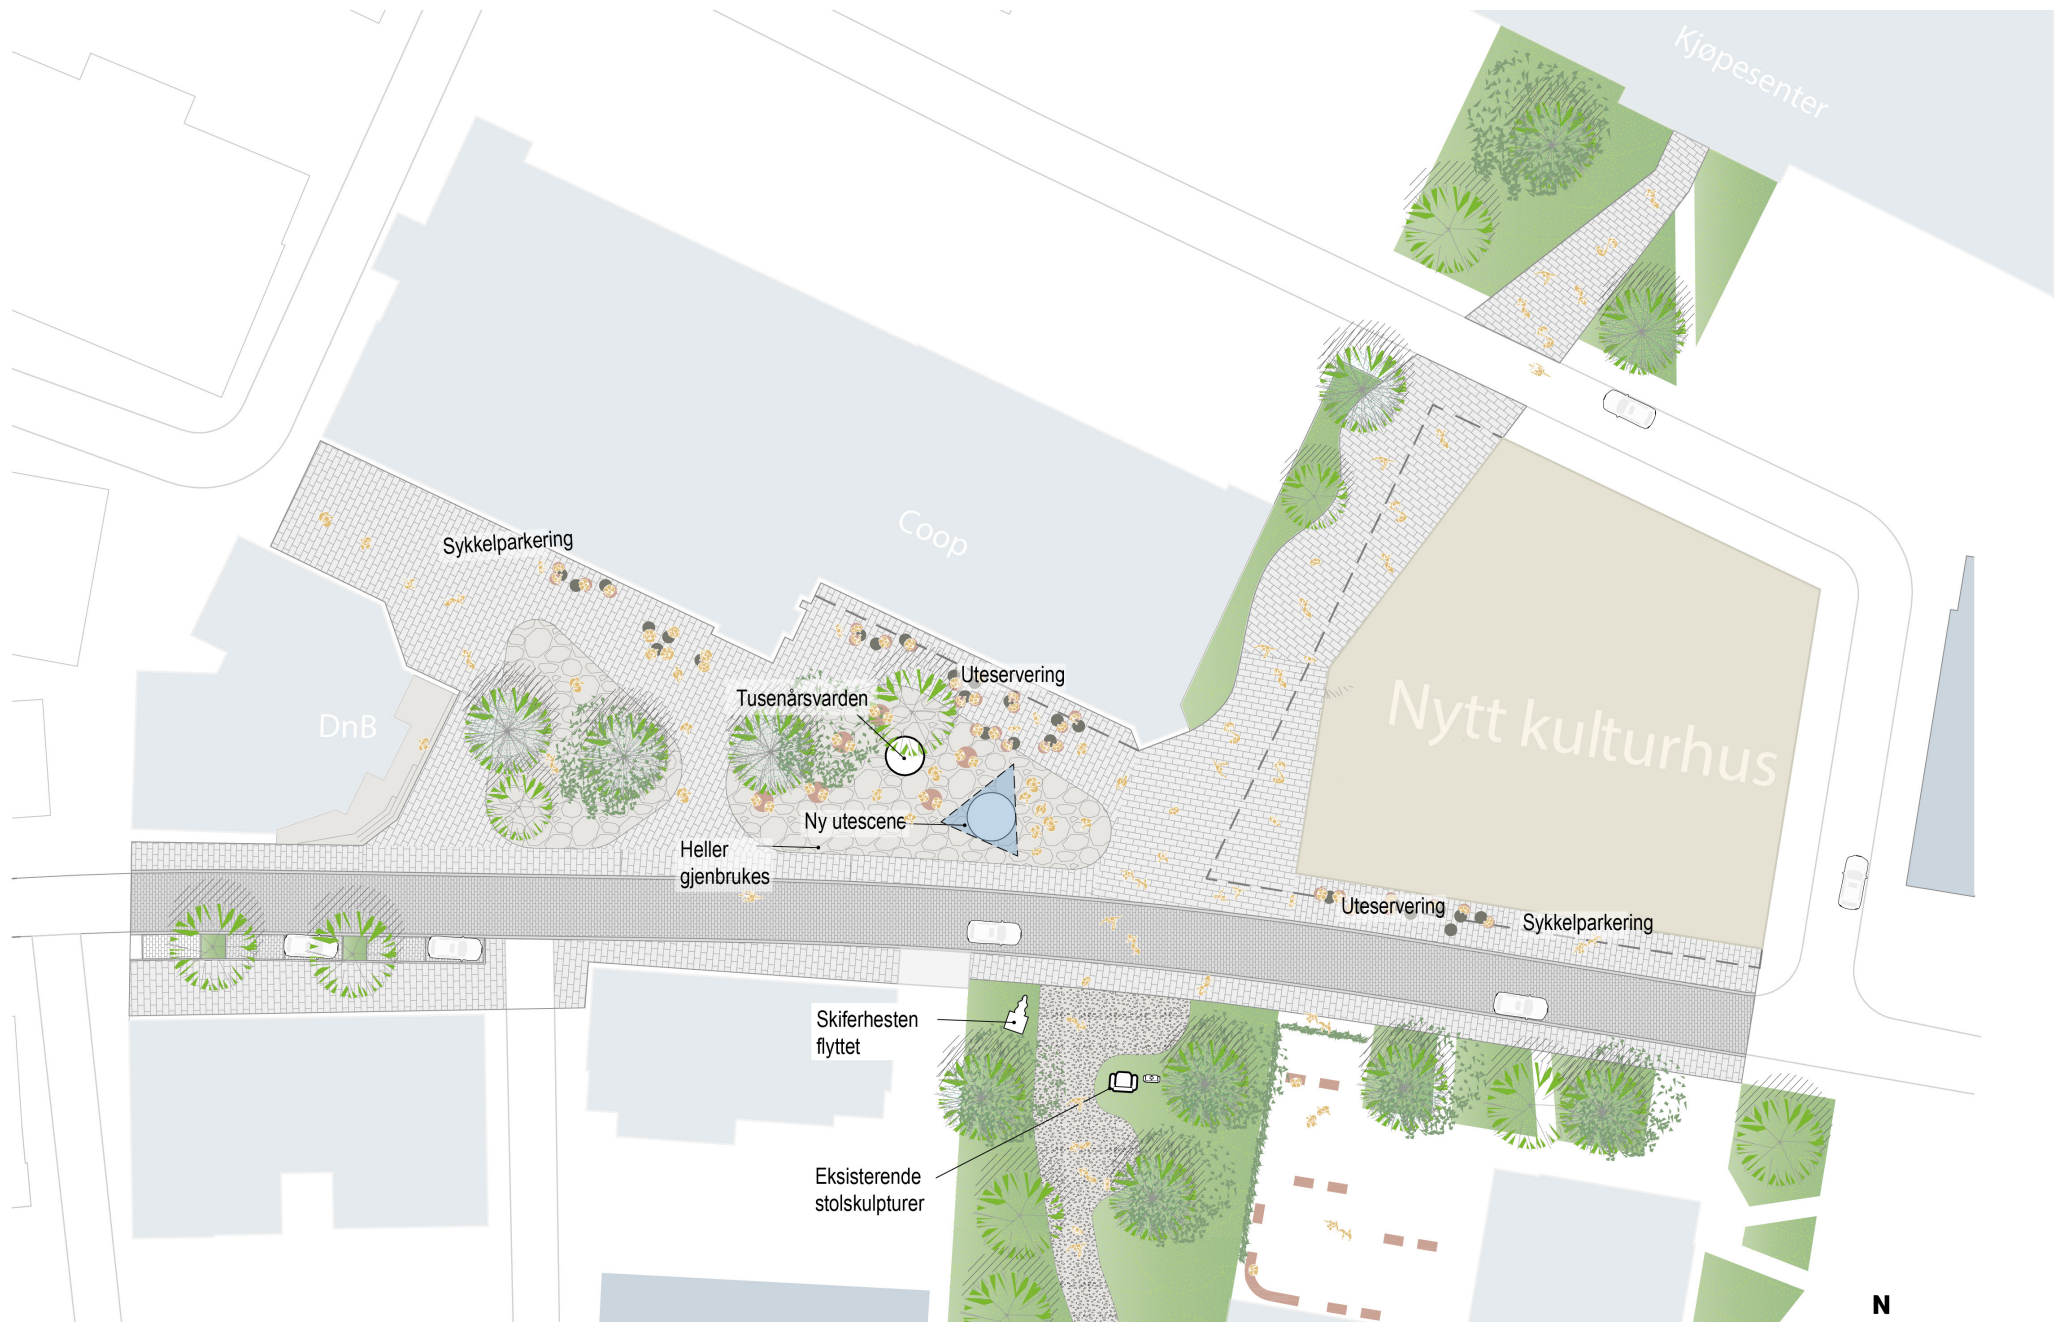 Kjøpesenter
Sykkelparkering
Coop
Uteservering
Tusenårsvarden
DnB
Nytt kulturhus
Ny utescene
Heller
gjenbrukes
Uteservering
Sykkelparkering
Skiferhesten
flyttet
Eksisterende
stolskulpturer
N